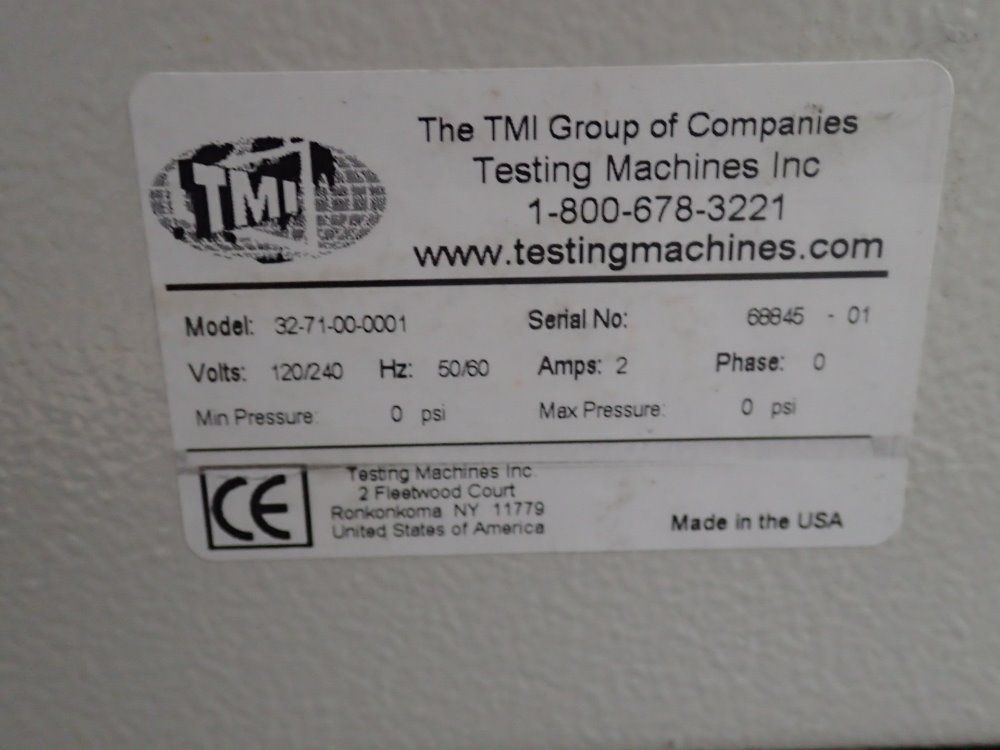 TMI
The TMI Group of Companies
Testing Machines Inc
1-800-678-3221
www.testingmachines.com
Model: 32-71-00-0001 Serial No: 68845 - 01
Volts: 120/240 Hz: 50/60 Amps: 2 Phase: 0
Min Pressure: 0 psi Max Pressure: 0 psi
CE
Testing Machines Inc.
2 Fleetwood Court
Ronkonkoma NY 11779
United States of America
Made in the USA